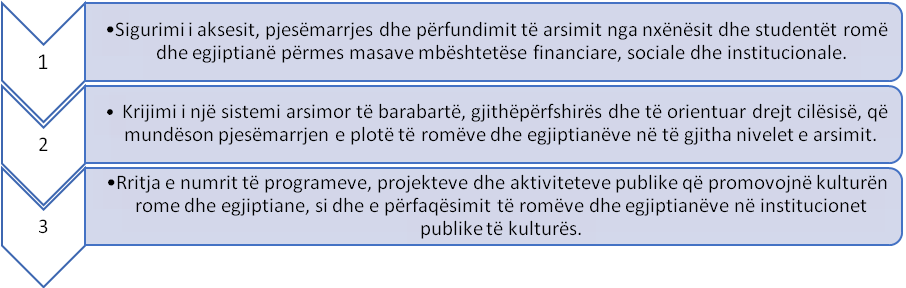 1
•Sigurimi i aksesit, pjesëmarrjes dhe përfundimit të arsimit nga nxënësit dhe studentët romë
dhe egjiptianë përmes masave mbështetëse financiare, sociale dhe institucionale.
2
• Krijimi i një sistemi arsimor të barabartë, gjithëpërfshirës dhe të orientuar drejt cilësisë, që
mundëson pjesëmarrjen e plotë të romëve dhe egjiptianëve në të gjitha nivelet e arsimit.
3
•Rritja e numrit të programeve, projekteve dhe aktiviteteve publike që promovojnë kulturën
rome dhe egjiptiane, si dhe e përfaqësimit të romëve dhe egjiptianëve në institucionet
publike të kulturës.